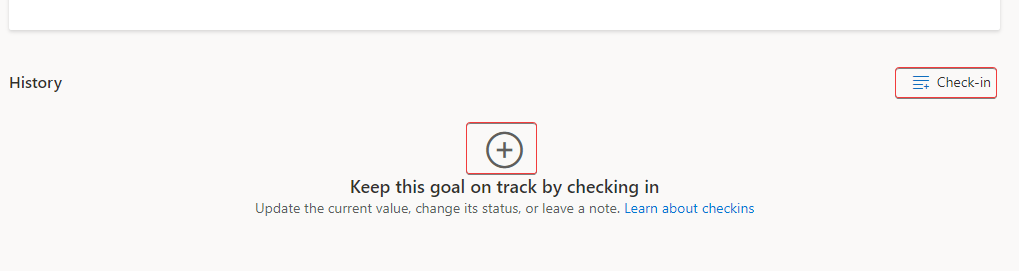 History
Check-in
Keep this goal on track by checking in
Update the current value, change its status, or leave a note. Learn about checkins